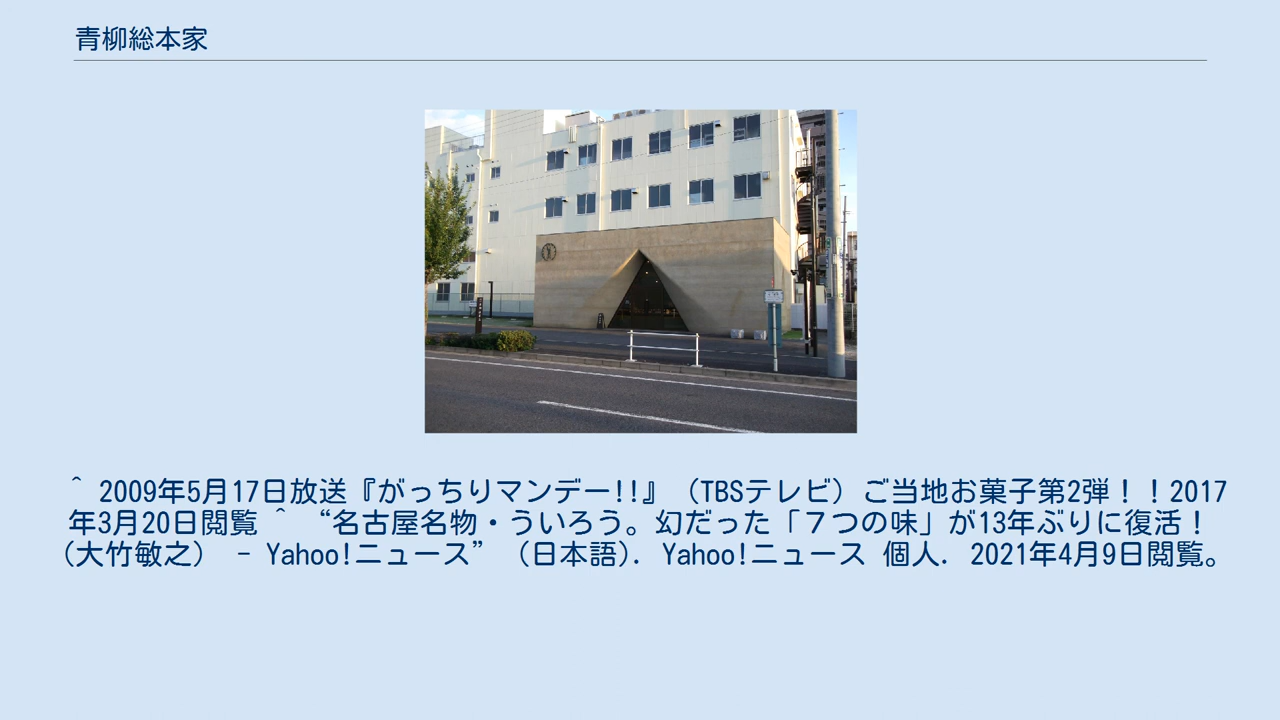 青柳総本家
^ 2009年5月17日放送『がっちりマンデー!!』（TBSテレビ）ご当地お菓子第2弾！！2017
年3月20日閲覧 ^ “名古屋名物・ういろう。幻だった「７つの味」が13年ぶりに復活！
(大竹敏之） - Yahoo!ニュース” （日本語). Yahoo!ニュース 個人. 2021年4月9日閲覧。